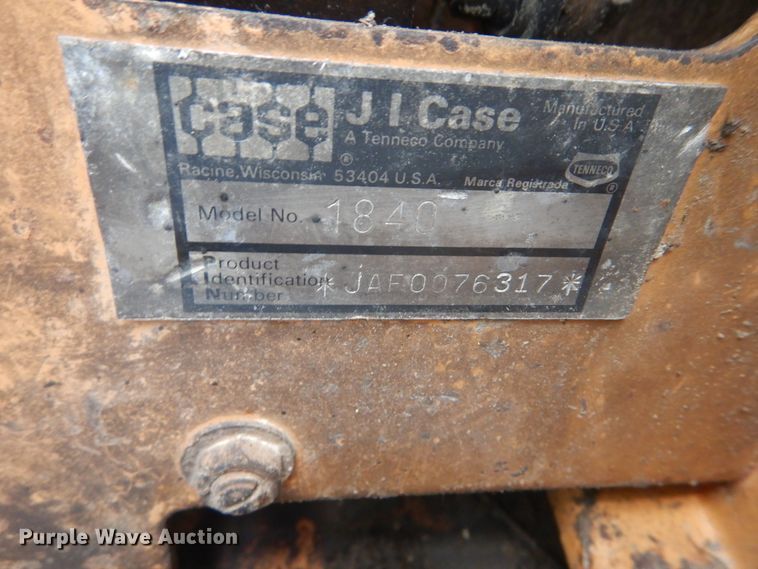 case
J I Case
A Tenneco Company
Manufactured
In U.S.A.
®
Racine, Wisconsin 53404 U.S.A.
Marca Registrada
TENNECO
®
Model No. 1840
Product
Identification
Number
*JAF0076317*
Purple Wave Auction®